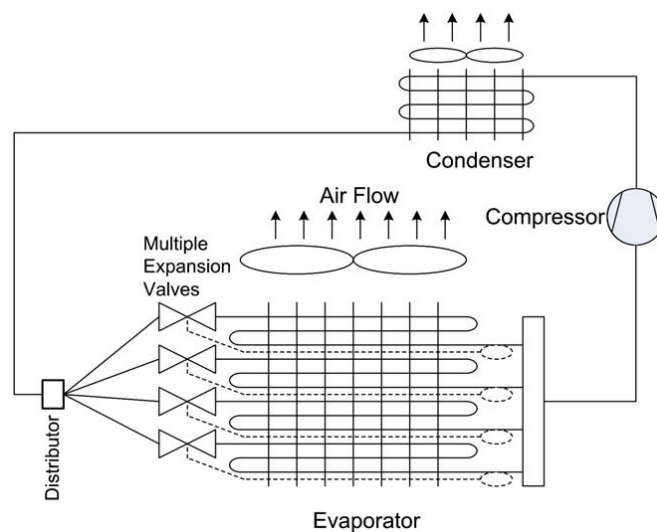 Condenser
Air Flow
Compressor
Multiple
Expansion
Valves
Distributor
Evaporator